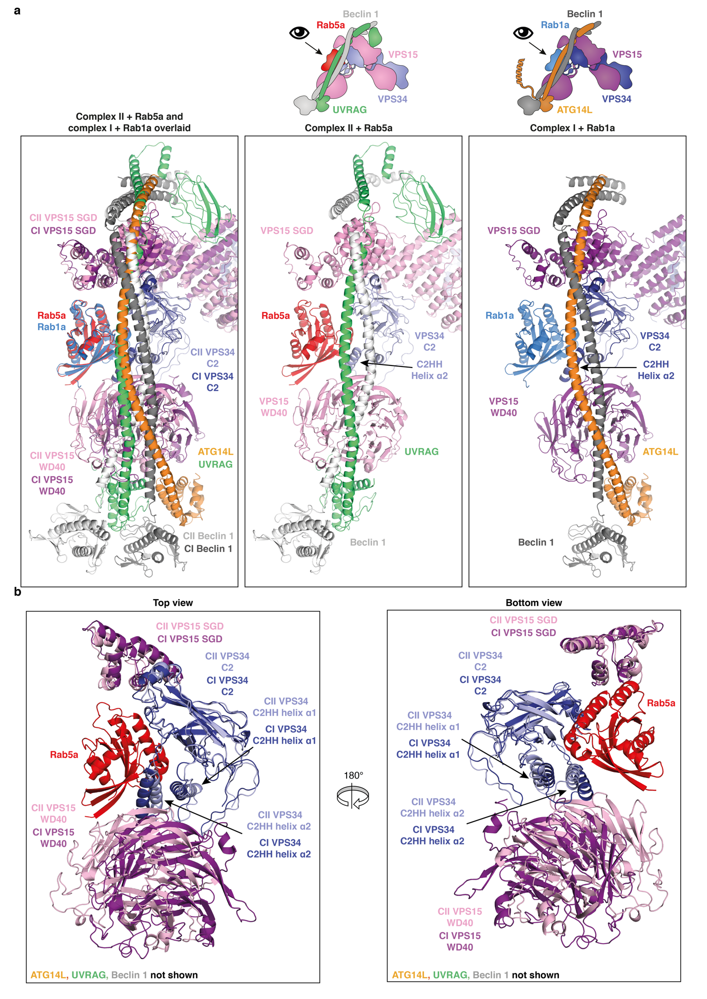 a
Beclin 1
Rab5a
VPS15
VPS34
UVRAG
Beclin 1
Rab1a
VPS15
VPS34
ATG14L
Complex II + Rab5a and
complex I + Rab1a overlaid
Complex II + Rab5a
Complex I + Rab1a
CII VPS15 SGD
CI VPS15 SGD
Rab5a
Rab1a
CII VPS34
C2
CI VPS34
C2
CII VPS15
WD40
CI VPS15
WD40
ATG14L
UVRAG
CII Beclin 1
CI Beclin 1
VPS15 SGD
Rab5a
VPS34
C2
C2HH
Helix α2
VPS15
WD40
UVRAG
Beclin 1
VPS15 SGD
Rab1a
VPS34
C2
C2HH
Helix α2
VPS15
WD40
ATG14L
Beclin 1
b
Top view
CII VPS15 SGD
CI VPS15 SGD
CII VPS34
C2
CI VPS34
C2
CII VPS34
C2HH helix α1
CI VPS34
C2HH helix α1
Rab5a
CII VPS15
WD40
CI VPS15
WD40
CII VPS34
C2HH helix α2
CI VPS34
C2HH helix α2
ATG14L, UVRAG, Beclin 1 not shown
180°
Bottom view
CII VPS15 SGD
CI VPS15 SGD
CII VPS34
C2
CI VPS34
C2
Rab5a
CII VPS34
C2HH helix α1
CI VPS34
C2HH helix α1
CII VPS34
C2HH helix α2
CI VPS34
C2HH helix α2
CII VPS15
WD40
CI VPS15
WD40
ATG14L, UVRAG, Beclin 1 not shown